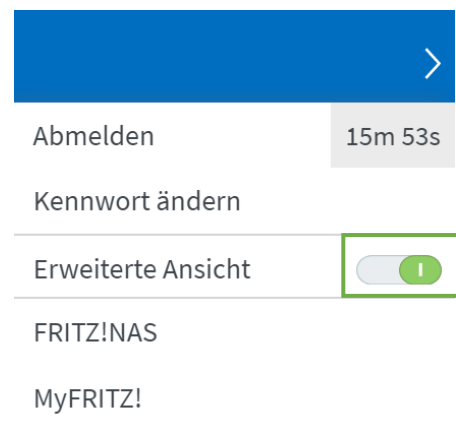 Abmelden 15m 53s
Kennwort ändern
Erweiterte Ansicht
FRITZ!NAS
MyFRITZ!